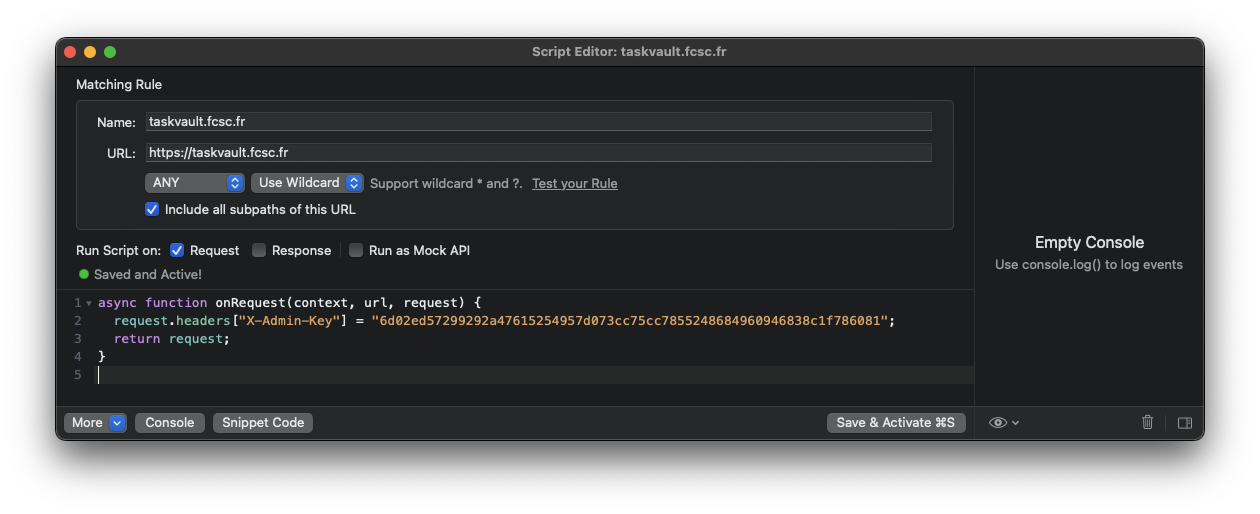 Script Editor: taskvault.fcsc.fr
Matching Rule
Name: taskvault.fcsc.fr
URL: https://taskvault.fcsc.fr
ANY Use Wildcard Support wildcard * and ?. Test your Rule
Include all subpaths of this URL
Run Script on: Request Response Run as Mock API
Saved and Active!
1 async function onRequest(context, url, request) {
2 request.headers["X-Admin-Key"] = "6d02ed57299292a47615254957d073cc75cc7855248684960946838c1f786081";
3 return request;
4 }
5
Empty Console
Use console.log() to log events
More Console Snippet Code Save & Activate ⌘S